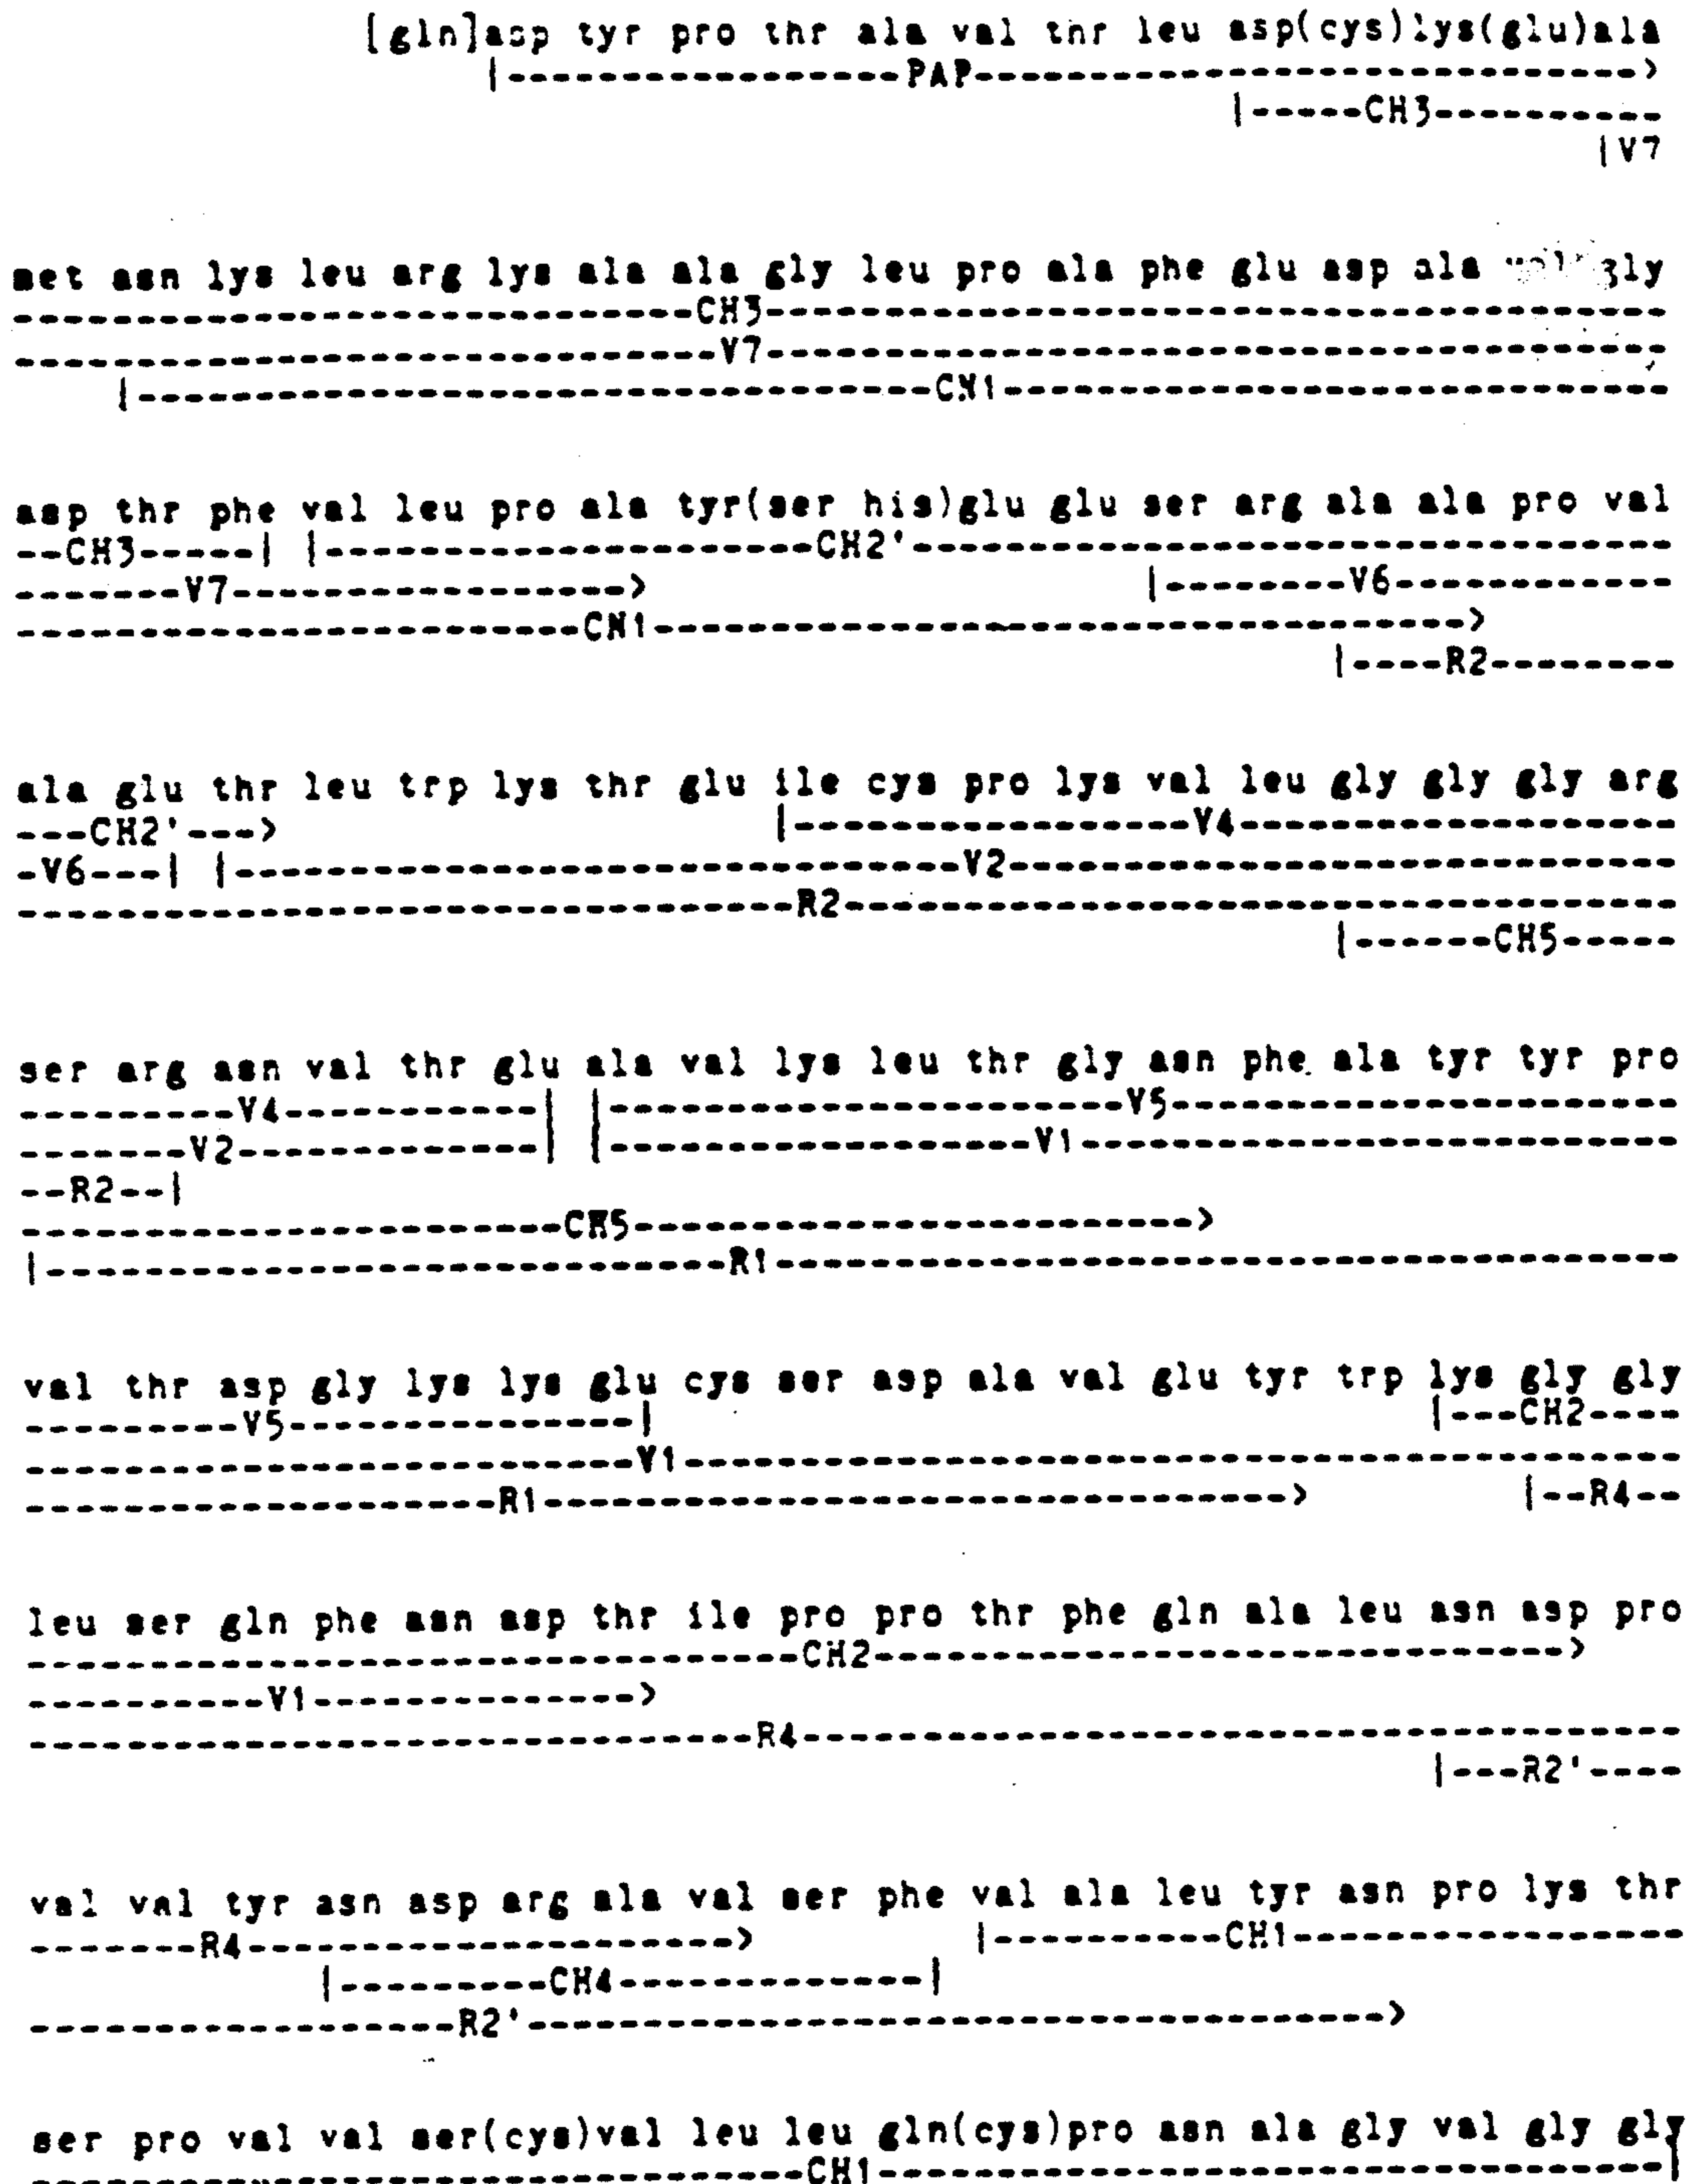 [gln]asp tyr pro thr ala val thr leu asp(cys)lys(glu)ala
|-----------------PAP----------------------------->
|-----CH3----------
|V7
met asn lys leu arg lys ala ala gly leu pro ala phe glu asp ala gly
-----------------------------CH3---------------------------------------
------------------------------V7---------------------------------------
|----------------------------------CN1-----------------------------
asp thr phe val leu pro ala tyr(ser his)glu glu ser arg ala ala pro val
--CH3-----| |---------------------CH2'---------------------------------
-------V7------------------> |--------V6------------
------------------------CN1------------------------------------>
|----R2--------
ala glu thr leu trp lys thr glu ile cys pro lys val leu gly gly gly arg
---CH2'---> |-----------------V4-------------------
-V6---| |-------------------------------V2-----------------------------
---------------------------------R2------------------------------------
|------CH5-----
ser arg asn val thr glu ala val lys leu thr gly asn phe ala tyr tyr pro
---------V4-----------| |----------------------V5----------------------
-------V2-------------| |------------------V1--------------------------
--R2--|
-----------------------CH5------------------------>
|-----------------------------R1---------------------------------------
val thr asp gly lys lys glu cys ser asp ala val glu tyr trp lys gly gly
---------V5---------------| |---CH2----
--------------------------V1-------------------------------------------
--------------------R1--------------------------------> |--R4--
leu ser gln phe asn asp thr ile pro pro thr phe gln ala leu asn asp pro
---------------------------------CH2------------------------------>
----------V1-------------->
-------------------------------R4--------------------------------------
|---R2'----
val val tyr asn asp arg ala val ser phe val ala leu tyr asn pro lys thr
-------R4---------------------> |----------CH1-----------------
|---------CH4-------------|
------------------R2'------------------------------------->
ser pro val val ser(cys)val leu leu gln(cys)pro asn ala gly val gly gly
---------------------------------CH1----------------------------------|